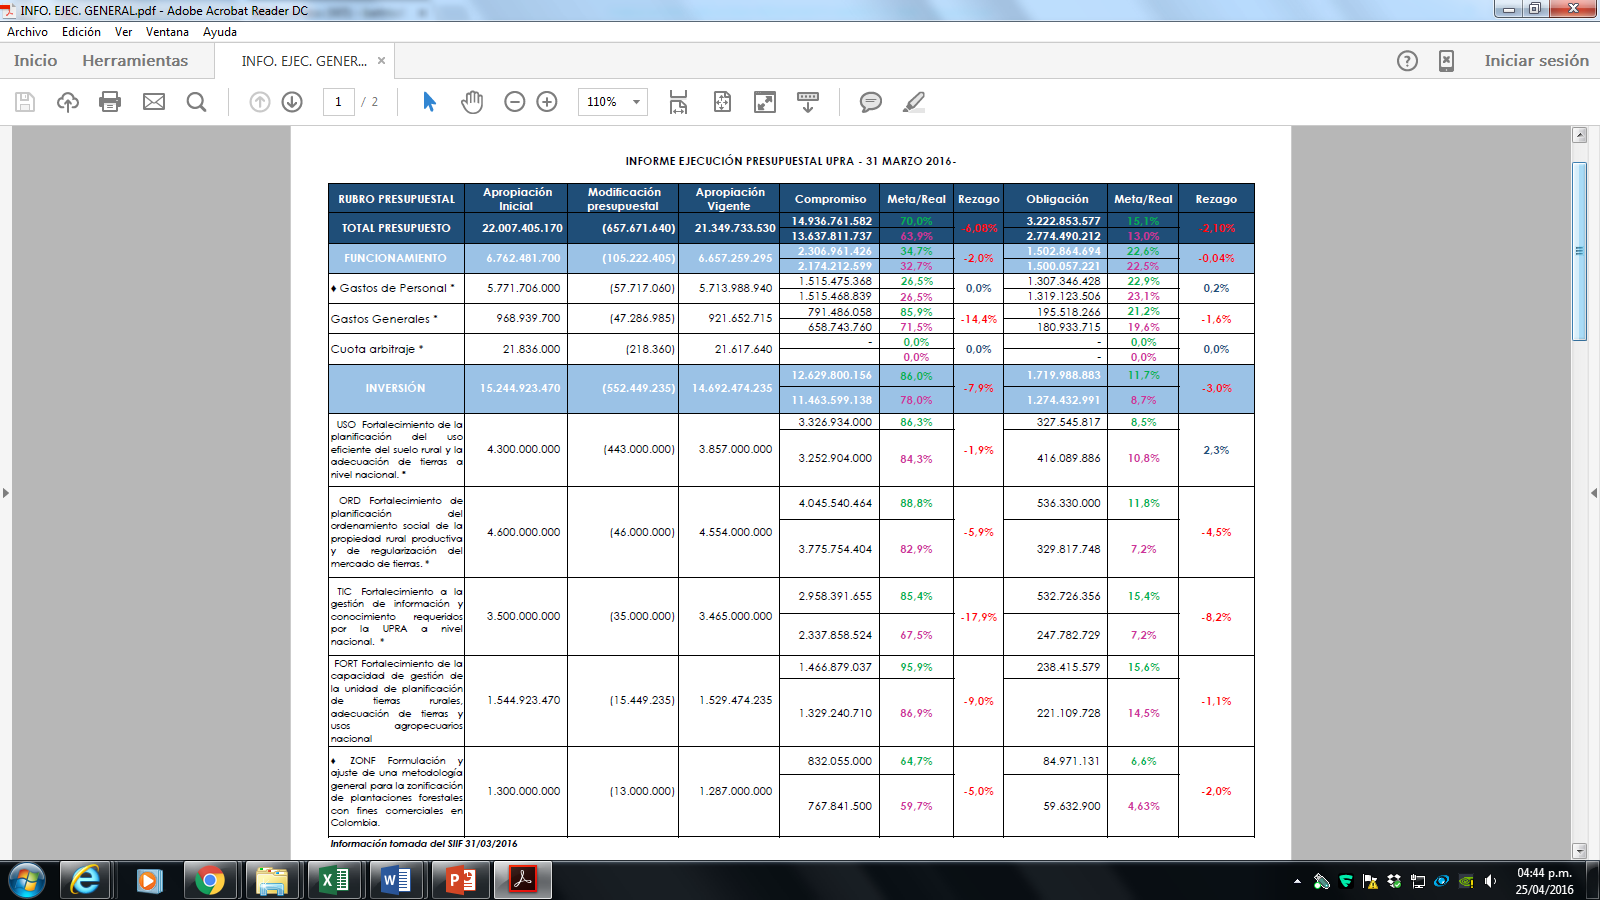 INFO. EJEC. GENERAL.pdf - Adobe Acrobat Reader DC
Archivo Edición Ver Ventana Ayuda
Inicio Herramientas INFO. EJEC. GENER... × Iniciar sesión
1 / 2 110%
INFORME EJECUCIÓN PRESUPUESTAL UPRA - 31 MARZO 2016-
RUBRO PRESUPUESTAL Apropiación Inicial Modificación presupuestal Apropiación Vigente Compromiso Meta/Real Rezago Obligación Meta/Real Rezago
14.936.761.582 70,0% 3.222.853.577 15,1%
TOTAL PRESUPUESTO 22.007.405.170 (657.671.640) 21.349.733.530 -6,08% -2,10%
13.637.811.737 63,9% 2.774.490.212 13,0%
2.306.961.426 34,7% 1.502.864.694 22,6%
FUNCIONAMIENTO 6.762.481.700 (105.222.405) 6.657.259.295 -2,0% -0,04%
2.174.212.599 32,7% 1.500.057.221 22,5%
1.515.475.368 26,5% 1.307.346.428 22,9%
♦ Gastos de Personal * 5.771.706.000 (57.717.060) 5.713.988.940 0,0% 0,2%
1.515.468.839 26,5% 1.319.123.506 23,1%
791.486.058 85,9% 195.518.266 21,2%
Gastos Generales * 968.939.700 (47.286.985) 921.652.715 -14,4% -1,6%
658.743.760 71,5% 180.933.715 19,6%
- 0,0% - 0,0%
Cuota arbitraje * 21.836.000 (218.360) 21.617.640 0,0% 0,0%
0,0% - 0,0%
12.629.800.156 86,0% 1.719.988.883 11,7%
INVERSIÓN 15.244.923.470 (552.449.235) 14.692.474.235 -7,9% -3,0%
11.463.599.138 78,0% 1.274.432.991 8,7%
USO Fortalecimiento de la
planificación del uso
eficiente del suelo rural y la
adecuación de tierras a
nivel nacional. *
4.300.000.000 (443.000.000) 3.857.000.000
3.326.934.000 86,3% -1,9% 327.545.817 8,5% 2,3%
3.252.904.000 84,3% 416.089.886 10,8%
ORD Fortalecimiento de
planificación del
ordenamiento social de la
propiedad rural productiva
y de regularización del
mercado de tierras. *
4.600.000.000 (46.000.000) 4.554.000.000
4.045.540.464 88,8% -5,9% 536.330.000 11,8% -4,5%
3.775.754.404 82,9% 329.817.748 7,2%
TIC Fortalecimiento a la
gestión de información y
conocimiento requeridos
por la UPRA a nivel
nacional. *
3.500.000.000 (35.000.000) 3.465.000.000
2.958.391.655 85,4% -17,9% 532.726.356 15,4% -8,2%
2.337.858.524 67,5% 247.782.729 7,2%
FORT Fortalecimiento de la
capacidad de gestión de
la unidad de planificación
de tierras rurales,
adecuación de tierras y
usos agropecuarios
nacional
1.544.923.470 (15.449.235) 1.529.474.235
1.466.879.037 95,9% -9,0% 238.415.579 15,6% -1,1%
1.329.240.710 86,9% 221.109.728 14,5%
♦ ZONF Formulación y
ajuste de una metodología
general para la zonificación
de plantaciones forestales
con fines comerciales en
Colombia.
1.300.000.000 (13.000.000) 1.287.000.000
832.055.000 64,7% -5,0% 84.971.131 6,6% -2,0%
767.841.500 59,7% 59.632.900 4,63%
Información tomada del SIIF 31/03/2016
04:44 p.m.
25/04/2016